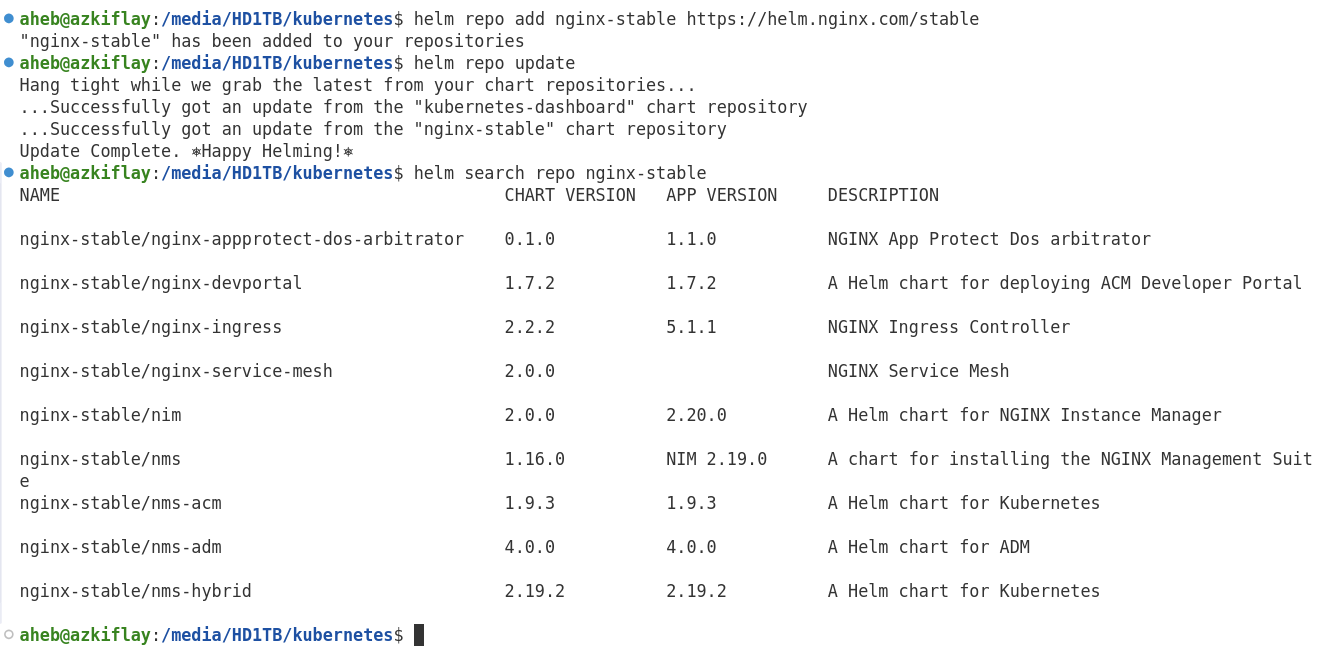 aheb@azkiflay:/media/HD1TB/kubernetes$ helm repo add nginx-stable https://helm.nginx.com/stable
"nginx-stable" has been added to your repositories
aheb@azkiflay:/media/HD1TB/kubernetes$ helm repo update
Hang tight while we grab the latest from your chart repositories...
...Successfully got an update from the "kubernetes-dashboard" chart repository
...Successfully got an update from the "nginx-stable" chart repository
Update Complete. ⎈Happy Helming!⎈
aheb@azkiflay:/media/HD1TB/kubernetes$ helm search repo nginx-stable
NAME CHART VERSION APP VERSION DESCRIPTION
nginx-stable/nginx-appprotect-dos-arbitrator 0.1.0 1.1.0 NGINX App Protect Dos arbitrator
nginx-stable/nginx-devportal 1.7.2 1.7.2 A Helm chart for deploying ACM Developer Portal
nginx-stable/nginx-ingress 2.2.2 5.1.1 NGINX Ingress Controller
nginx-stable/nginx-service-mesh 2.0.0 NGINX Service Mesh
nginx-stable/nim 2.0.0 2.20.0 A Helm chart for NGINX Instance Manager
nginx-stable/nms 1.16.0 NIM 2.19.0 A chart for installing the NGINX Management Suit
e
nginx-stable/nms-acm 1.9.3 1.9.3 A Helm chart for Kubernetes
nginx-stable/nms-adm 4.0.0 4.0.0 A Helm chart for ADM
nginx-stable/nms-hybrid 2.19.2 2.19.2 A Helm chart for Kubernetes
aheb@azkiflay:/media/HD1TB/kubernetes$